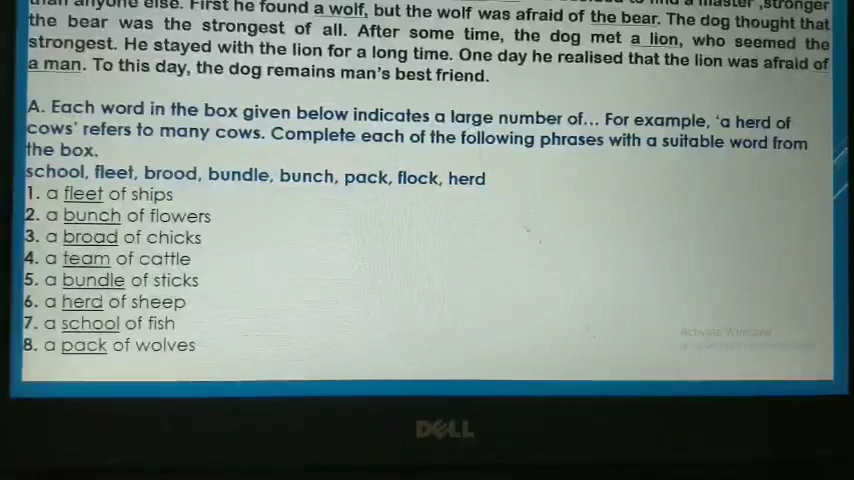 than anyone else. First he found a wolf, but the wolf was afraid of the bear. The dog thought that
the bear was the strongest of all. After some time, the dog met a lion, who seemed the
strongest. He stayed with the lion for a long time. One day he realised that the lion was afraid of
a man. To this day, the dog remains man's best friend.
A. Each word in the box given below indicates a large number of... For example, 'a herd of
cows' refers to many cows. Complete each of the following phrases with a suitable word from
the box.
school, fleet, brood, bundle, bunch, pack, flock, herd
1. a fleet of ships
2. a bunch of flowers
3. a broad of chicks
4. a team of cattle
5. a bundle of sticks
6. a herd of sheep
7. a school of fish
8. a pack of wolves
Activate Windows
DELL